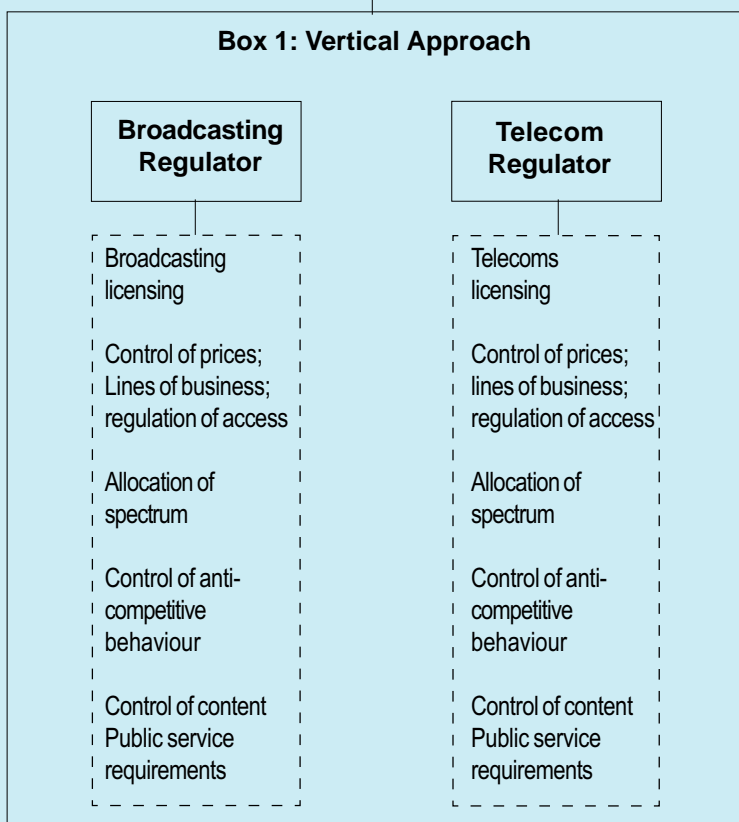 Box 1: Vertical Approach
Broadcasting
Regulator
Broadcasting
licensing
Control of prices;
Lines of business;
regulation of access
Allocation of
spectrum
Control of anti-
competitive
behaviour
Control of content
Public service
requirements
Telecom
Regulator
Telecoms
licensing
Control of prices;
lines of business;
regulation of access
Allocation of
spectrum
Control of anti-
competitive
behaviour
Control of content
Public service
requirements